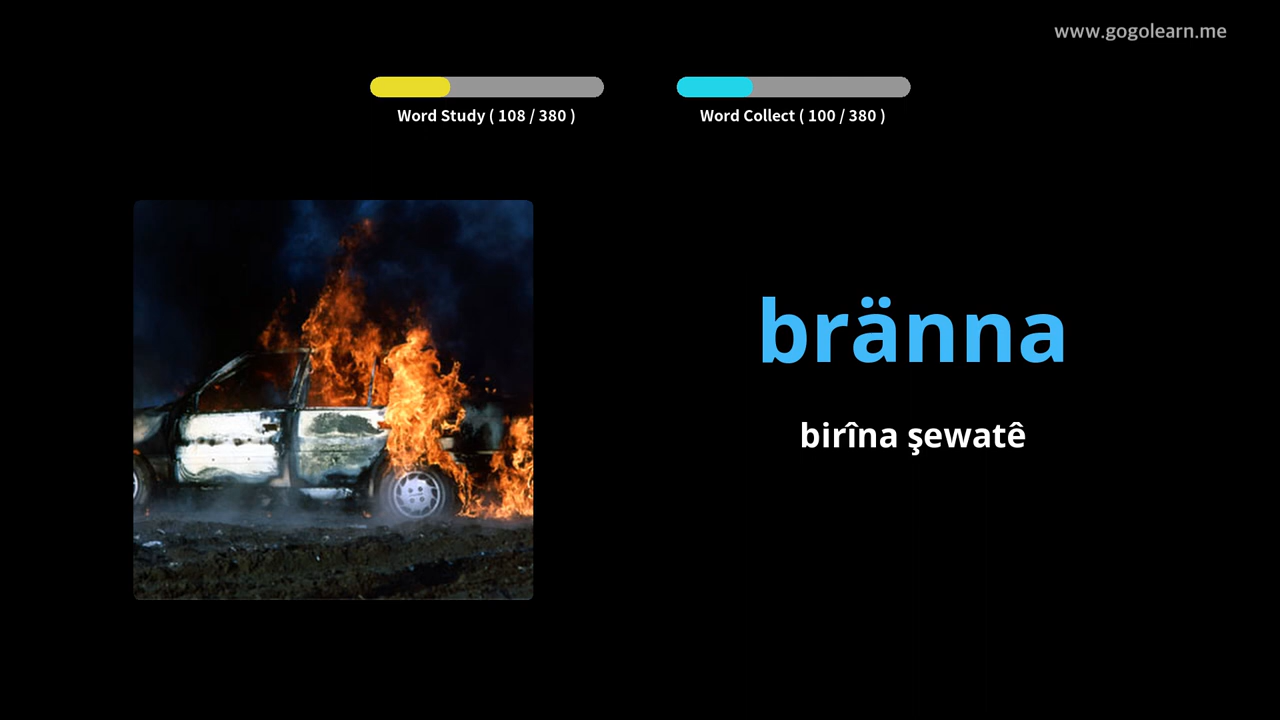 www.gogolearn.me
Word Study ( 108 / 380 )
Word Collect ( 100 / 380 )
bränna
birîna şewatê